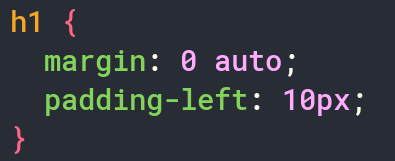 h1 {
  margin: 0 auto;
  padding-left: 10px;
}